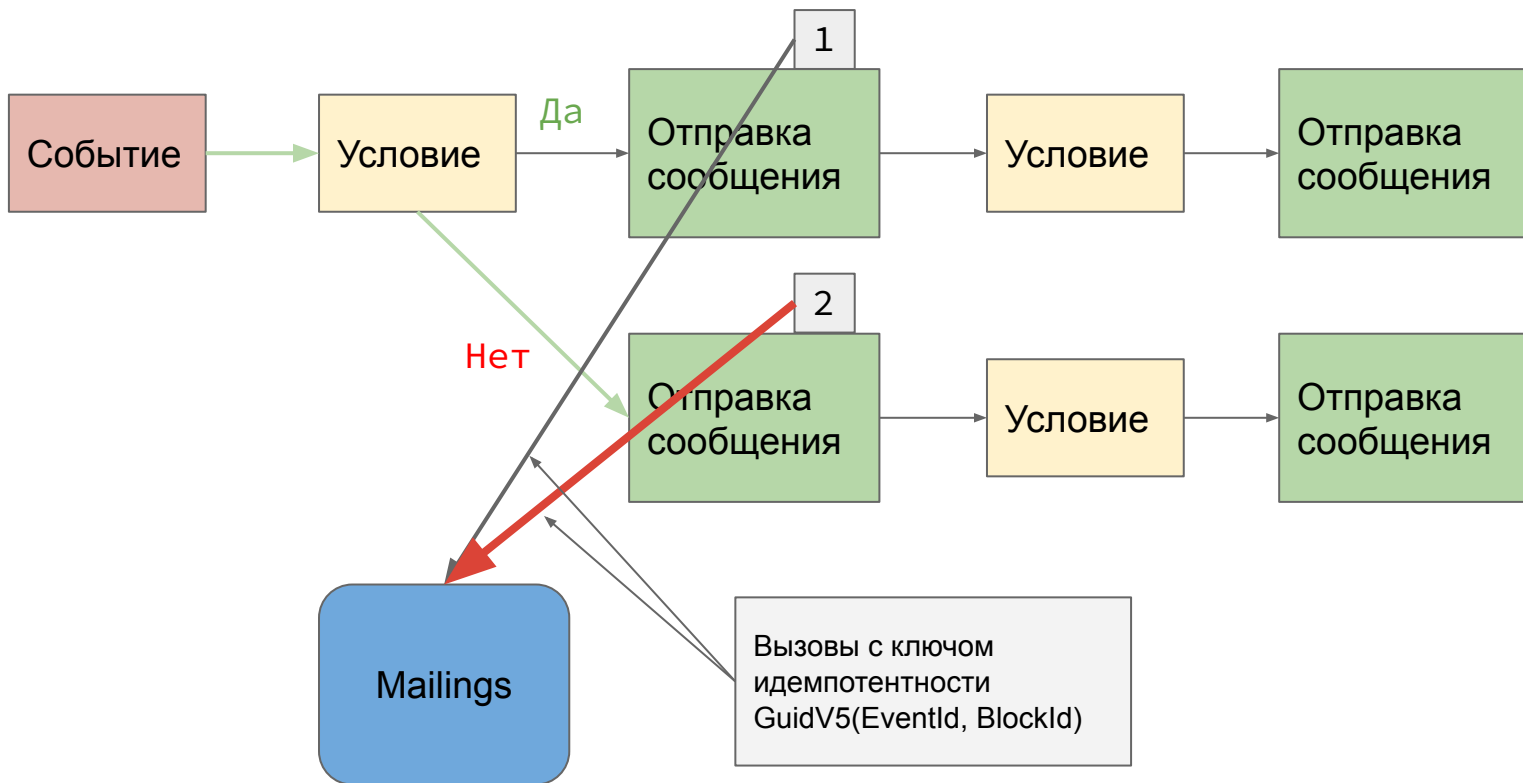 1
Да
Событие
Условие
Отправка
сообщения
Условие
Отправка
сообщения
2
Нет
Отправка
сообщения
Условие
Отправка
сообщения
Mailings
Вызовы с ключом
идемпотентности
GuidV5(EventId, BlockId)